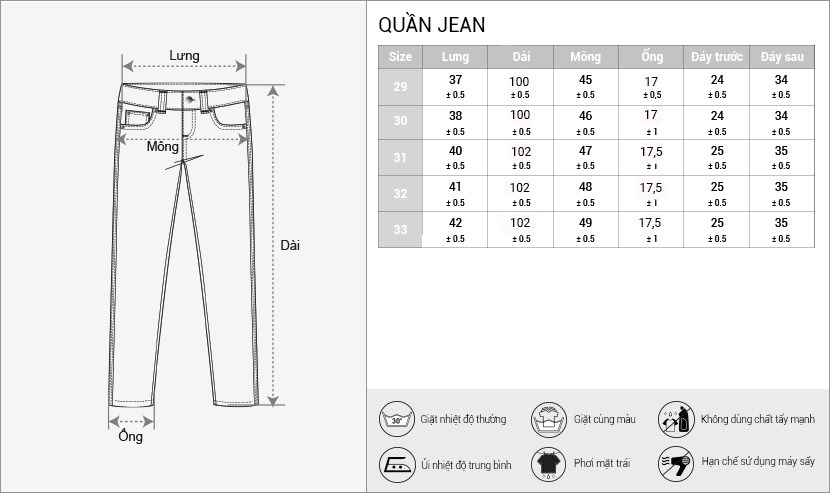 Lưng
Mông
Dài
Ống
QUẦN JEAN
Size Lưng Dài Mông Ống Đáy trước Đáy sau
29 37 ± 0.5 100 ± 0.5 45 ± 0.5 17 ± 0,5 24 ± 0.5 34 ± 0.5
30 38 ± 0.5 100 ± 0.5 46 ± 0.5 17 ± 1 24 ± 0.5 34 ± 0.5
31 40 ± 0.5 102 ± 0.5 47 ± 0.5 17,5 ± 1 25 ± 0.5 35 ± 0.5
32 41 ± 0.5 102 ± 0.5 48 ± 0.5 17,5 ± 1 25 ± 0.5 35 ± 0.5
33 42 ± 0.5 102 ± 0.5 49 ± 0.5 17,5 ± 1 25 ± 0.5 35 ± 0.5
30° Giặt nhiệt độ thường
Giặt cùng màu
Không dùng chất tẩy mạnh
Ủi nhiệt độ trung bình
Phơi mặt trái
Hạn chế sử dụng máy sấy